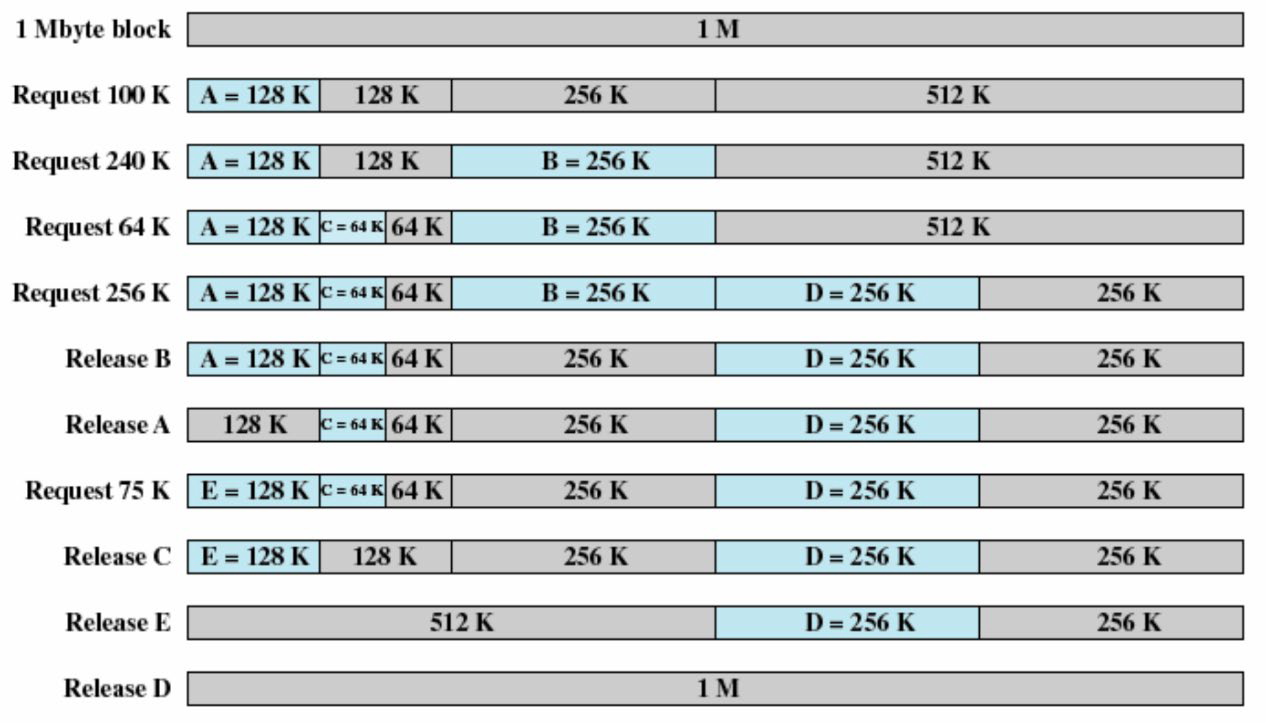 1 Mbyte block 1 M
Request 100 K A = 128 K 128 K 256 K 512 K
Request 240 K A = 128 K 128 K B = 256 K 512 K
Request 64 K A = 128 K C = 64 K 64 K B = 256 K 512 K
Request 256 K A = 128 K C = 64 K 64 K B = 256 K D = 256 K 256 K
Release B A = 128 K C = 64 K 64 K 256 K D = 256 K 256 K
Release A 128 K C = 64 K 64 K 256 K D = 256 K 256 K
Request 75 K E = 128 K C = 64 K 64 K 256 K D = 256 K 256 K
Release C E = 128 K 128 K 256 K D = 256 K 256 K
Release E 512 K D = 256 K 256 K
Release D 1 M